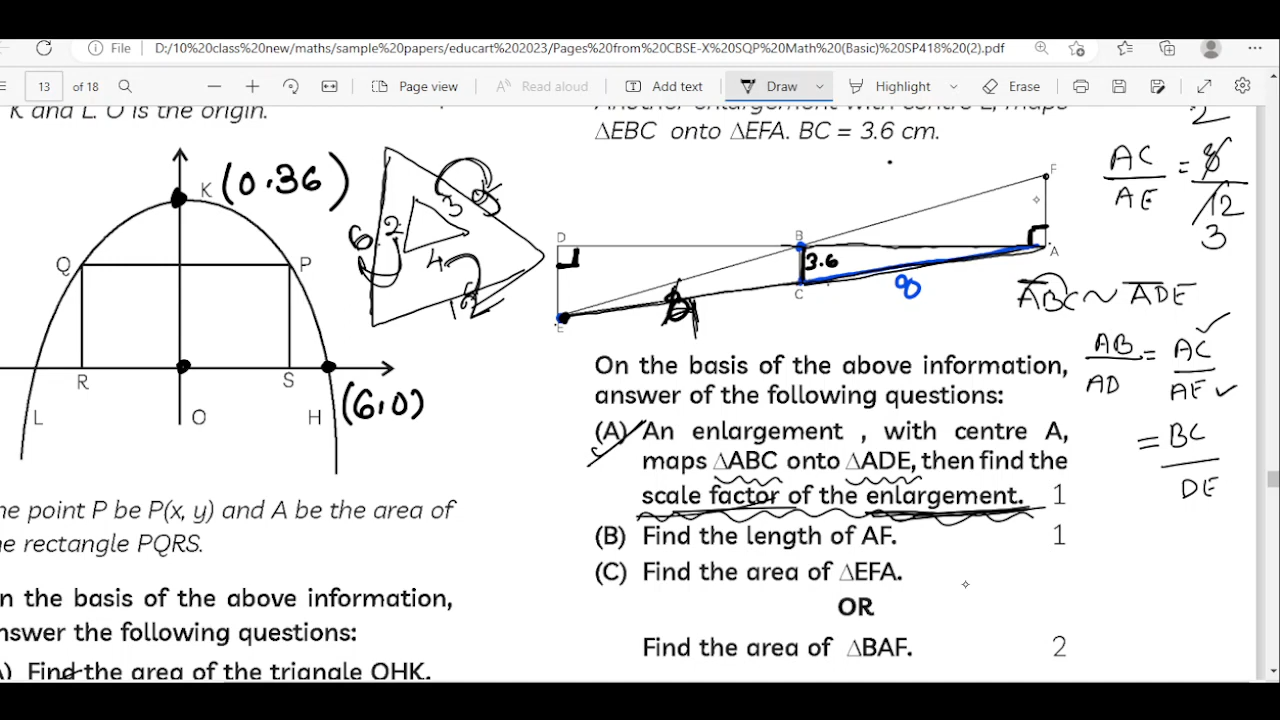 File D:/10%20class%20new/maths/sample%20papers/educart%202023/Pages%20from%20CBSE-X%20SQP%20Math%20(Basic)%20SP418%20(2).pdf
13 of 18 Page view Read aloud Add text Draw Highlight Erase
K and L. O is the origin.
K (0.36)
Q P
R S
L O H (6,0)
6 2 3 4
he point P be P(x, y) and A be the area of
e rectangle PQRS.
n the basis of the above information,
nswer the following questions:
) Find the area of the triangle OHK.
Another enlargement with centre E, maps
ΔEBC onto ΔEFA. BC = 3.6 cm.
F
D B A
3.6
C 8
E
On the basis of the above information,
answer of the following questions:
(A) An enlargement , with centre A,
maps ΔABC onto ΔADE, then find the
scale factor of the enlargement. 1
(B) Find the length of AF. 1
(C) Find the area of ΔEFA.
OR
Find the area of ΔBAF. 2
2
AC/AE = 8/12
3
ABC ~ ADE
AB/AD = AC/AE
= BC/DE